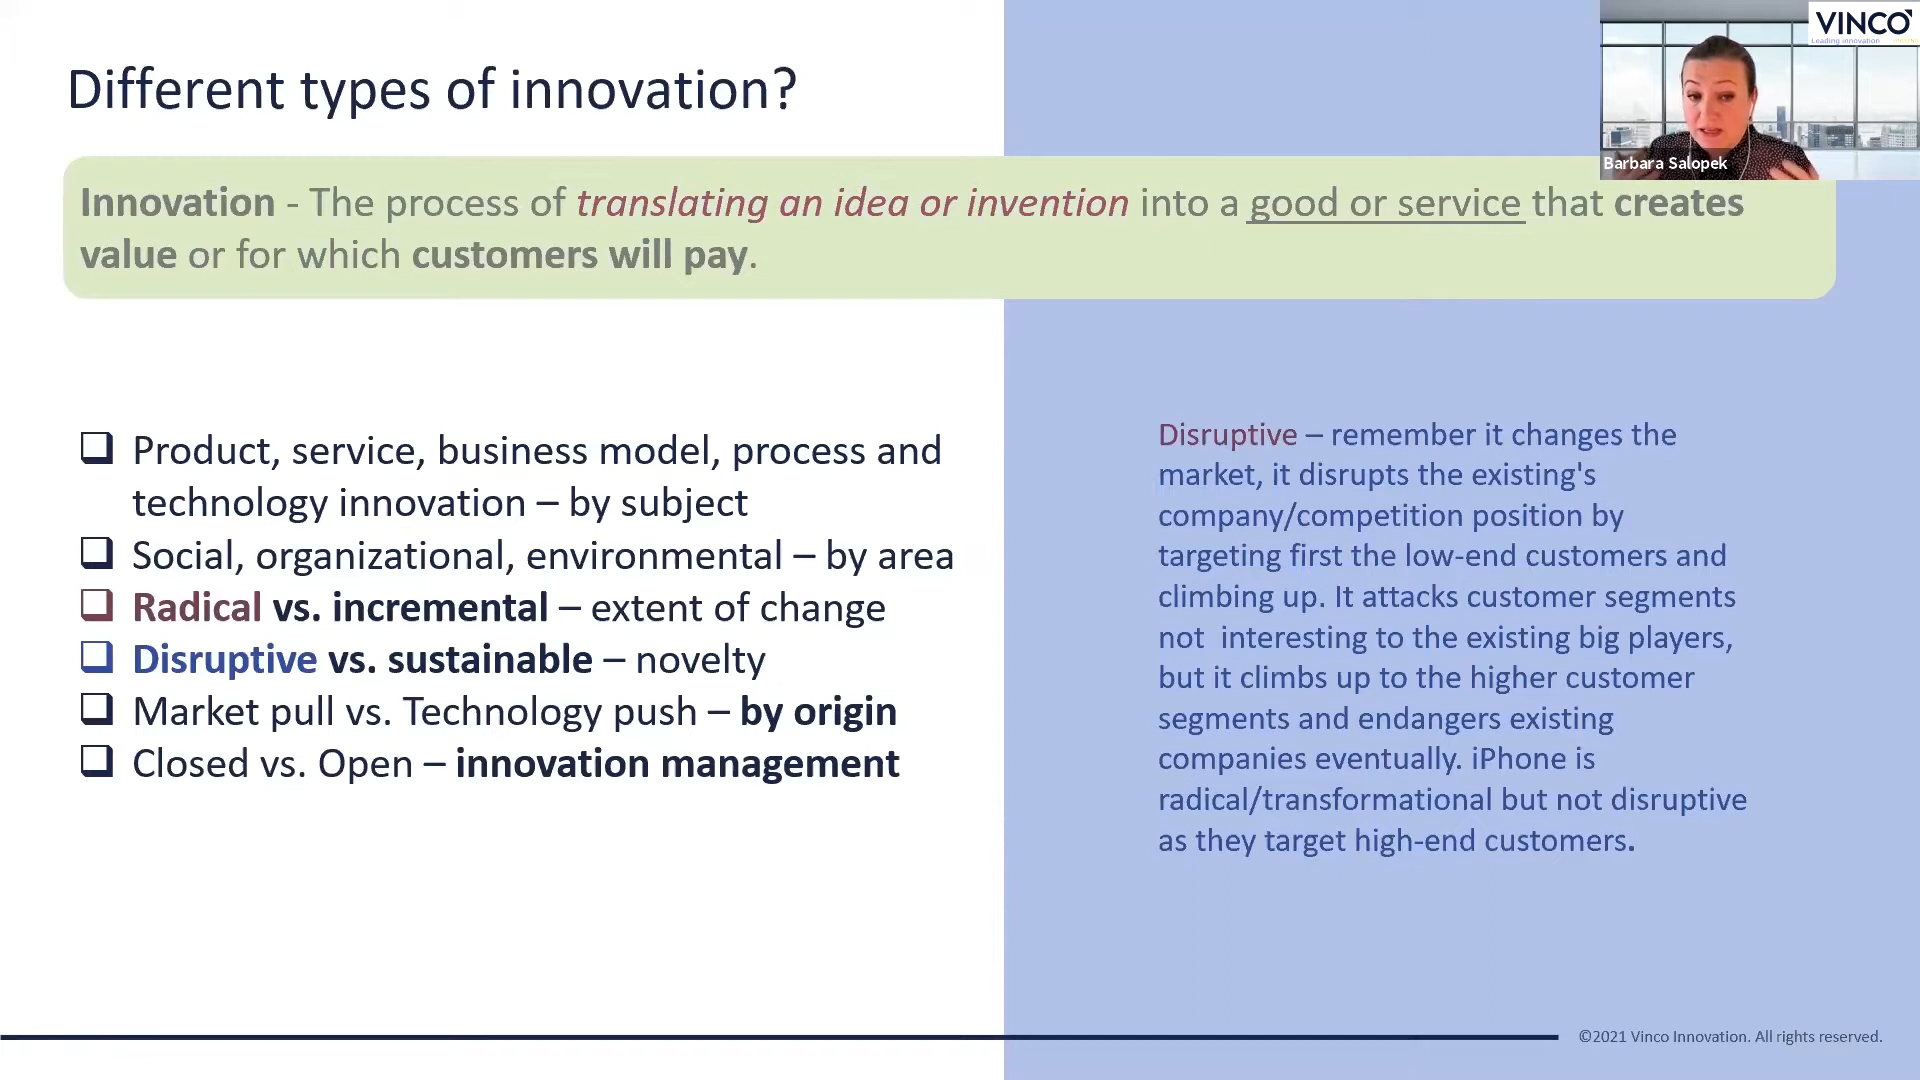 VINCO
Leading innovation
Barbara Salopek
Different types of innovation?
Innovation - The process of translating an idea or invention into a good or service that creates
value or for which customers will pay.
❑ Product, service, business model, process and
technology innovation – by subject
❑ Social, organizational, environmental – by area
❑ Radical vs. incremental – extent of change
❑ Disruptive vs. sustainable – novelty
❑ Market pull vs. Technology push – by origin
❑ Closed vs. Open – innovation management
Disruptive – remember it changes the
market, it disrupts the existing's
company/competition position by
targeting first the low-end customers and
climbing up. It attacks customer segments
not interesting to the existing big players,
but it climbs up to the higher customer
segments and endangers existing
companies eventually. iPhone is
radical/transformational but not disruptive
as they target high-end customers.
©2021 Vinco Innovation. All rights reserved.